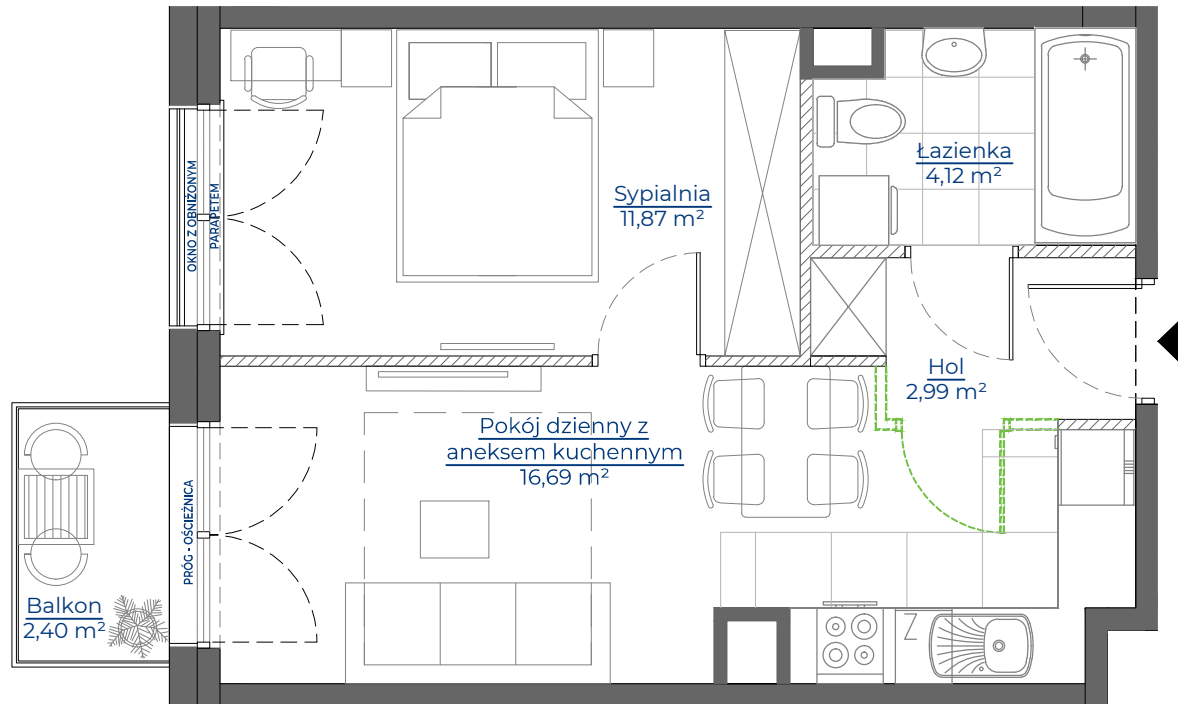 OKNO Z OBNIŻONYM
PARAPETEM
Sypialnia
11,87 m²
Łazienka
4,12 m²
Hol
2,99 m²
Pokój dzienny z
aneksem kuchennym
16,69 m²
PRÓG - OŚCIEŻNICA
Balkon
2,40 m²
Z